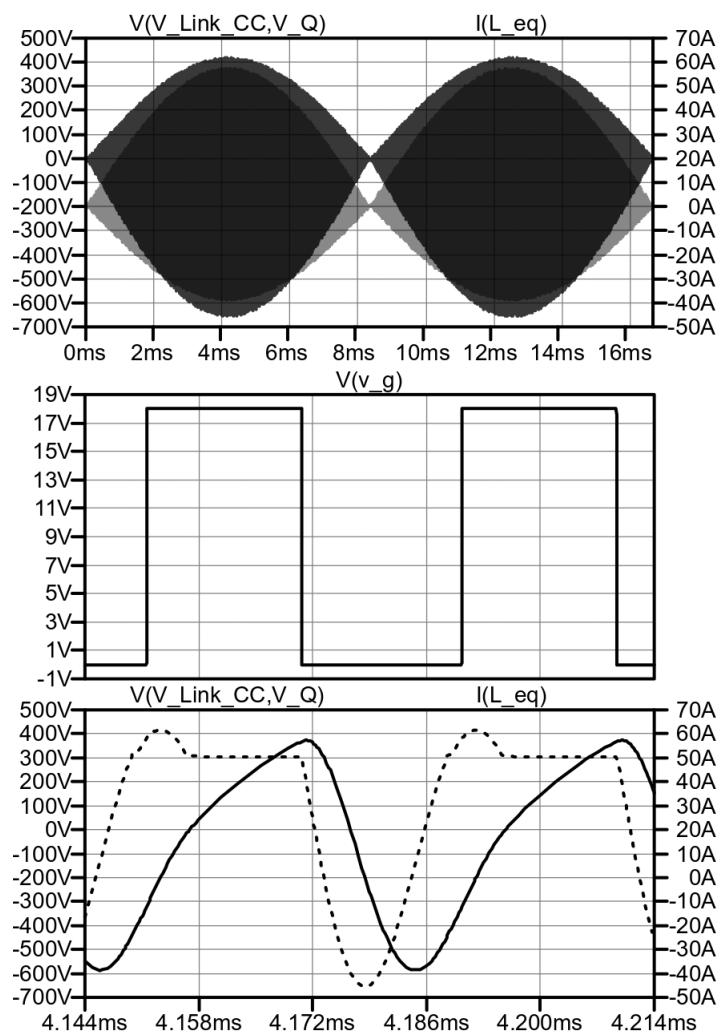 V(V_Link_CC,V_Q) I(L_eq)
500V 70A
400V 60A
300V 50A
200V 40A
100V 30A
0V 20A
-100V 10A
-200V 0A
-300V -10A
-400V -20A
-500V -30A
-600V -40A
-700V -50A
0ms 2ms 4ms 6ms 8ms 10ms 12ms 14ms 16ms
V(v_g)
19V
17V
15V
13V
11V
9V
7V
5V
3V
1V
-1V
V(V_Link_CC,V_Q) I(L_eq)
500V 70A
400V 60A
300V 50A
200V 40A
100V 30A
0V 20A
-100V 10A
-200V 0A
-300V -10A
-400V -20A
-500V -30A
-600V -40A
-700V -50A
4.144ms 4.158ms 4.172ms 4.186ms 4.200ms 4.214ms